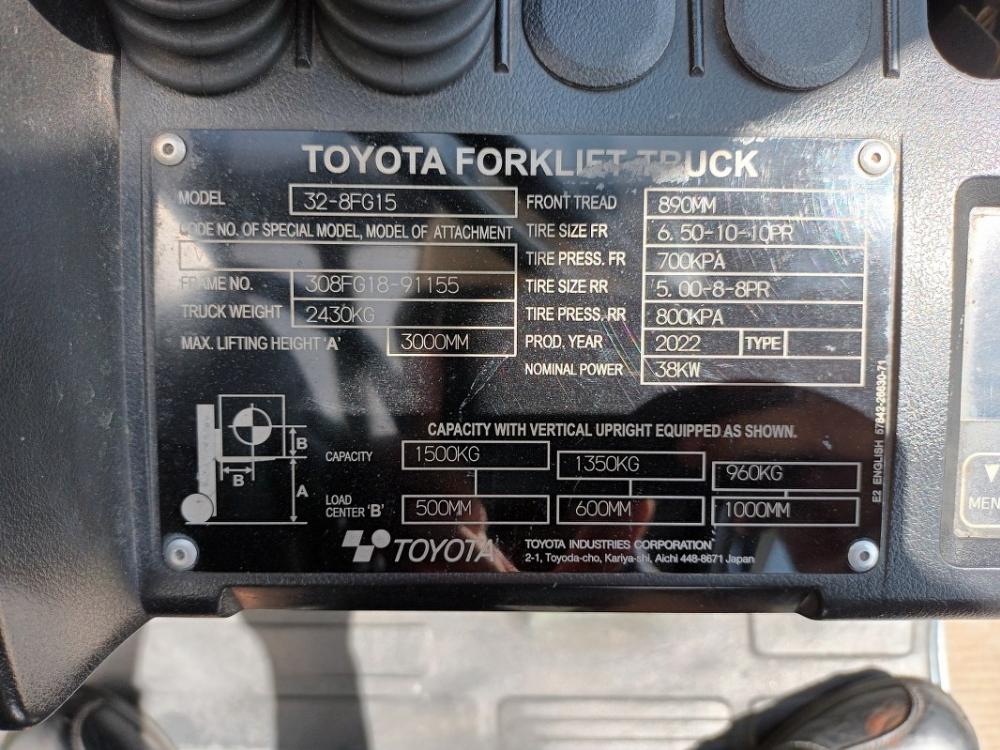 TOYOTA FORKLIFT TRUCK
MODEL 32-8FG15
CODE NO. OF SPECIAL MODEL, MODEL OF ATTACHMENT
V
FRAME NO. 308FG18-91155
TRUCK WEIGHT 2430KG
MAX. LIFTING HEIGHT 'A' 3000MM
FRONT TREAD 890MM
TIRE SIZE FR 6.50-10-10PR
TIRE PRESS. FR 700KPA
TIRE SIZE RR 5.00-8-8PR
TIRE PRESS. RR 800KPA
PROD. YEAR 2022 TYPE
NOMINAL POWER 38KW
CAPACITY WITH VERTICAL UPRIGHT EQUIPPED AS SHOWN.
CAPACITY 1500KG 1350KG 960KG
LOAD
CENTER 'B' 500MM 600MM 1000MM
B
B
A
TOYOTA
TOYOTA INDUSTRIES CORPORATION
2-1, Toyoda-cho, Kariya-shi, Aichi 448-8671 Japan
E2 ENGLISH 57842-26630-71
MEN